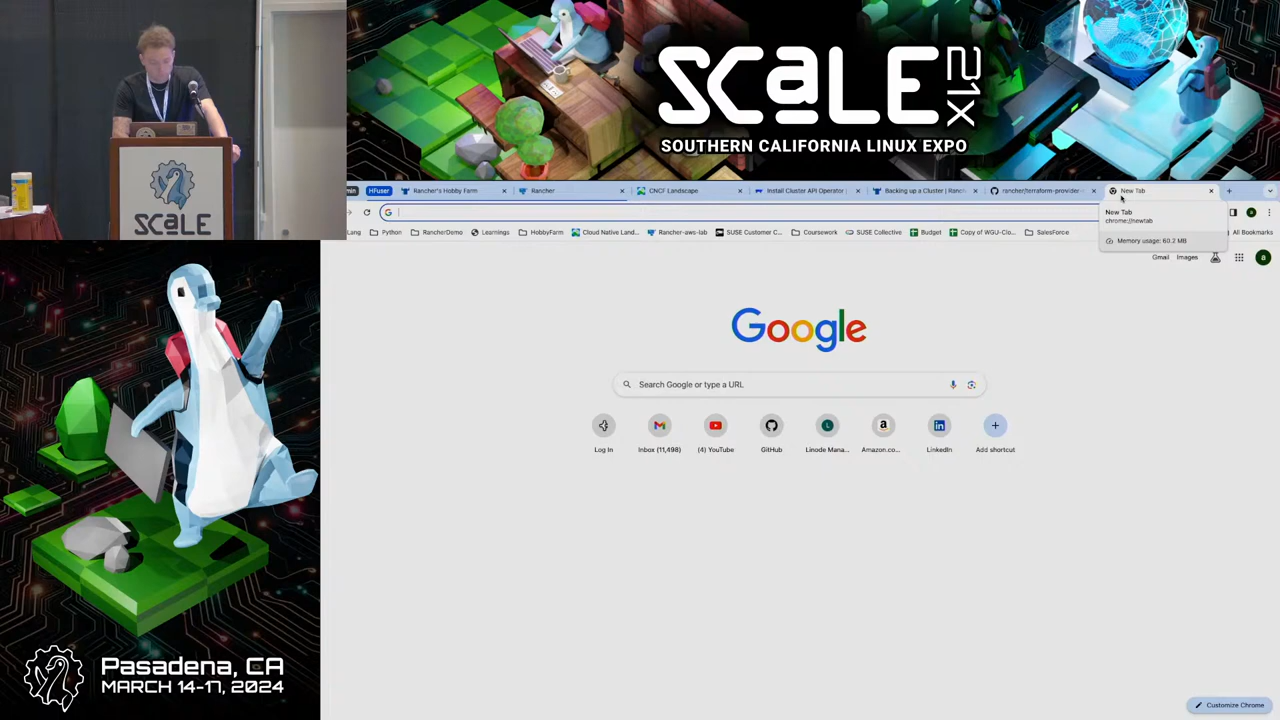 SCALE 21X
SOUTHERN CALIFORNIA LINUX EXPO
SCALE
min
HFuser
Rancher's Hobby Farm
Rancher
CNCF Landscape
Install Cluster API Operator |
Backing up a Cluster | Ranch
rancher/terraform-provider-
New Tab
New Tab
chrome://newtab
Memory usage: 60.2 MB
Lang
Python
RancherDemo
Learnings
HobbyFarm
Cloud Native Land...
Rancher-aws-lab
SUSE Customer C...
Coursework
SUSE Collective
Budget
Copy of WGU-Clo...
SalesForce
All Bookmarks
Gmail
Images
a
Google
Search Google or type a URL
Log In
Inbox (11,498)
(4) YouTube
GitHub
L
Linode Mana...
Amazon.co...
LinkedIn
Add shortcut
Customize Chrome
Pasadena, CA
MARCH 14-17, 2024